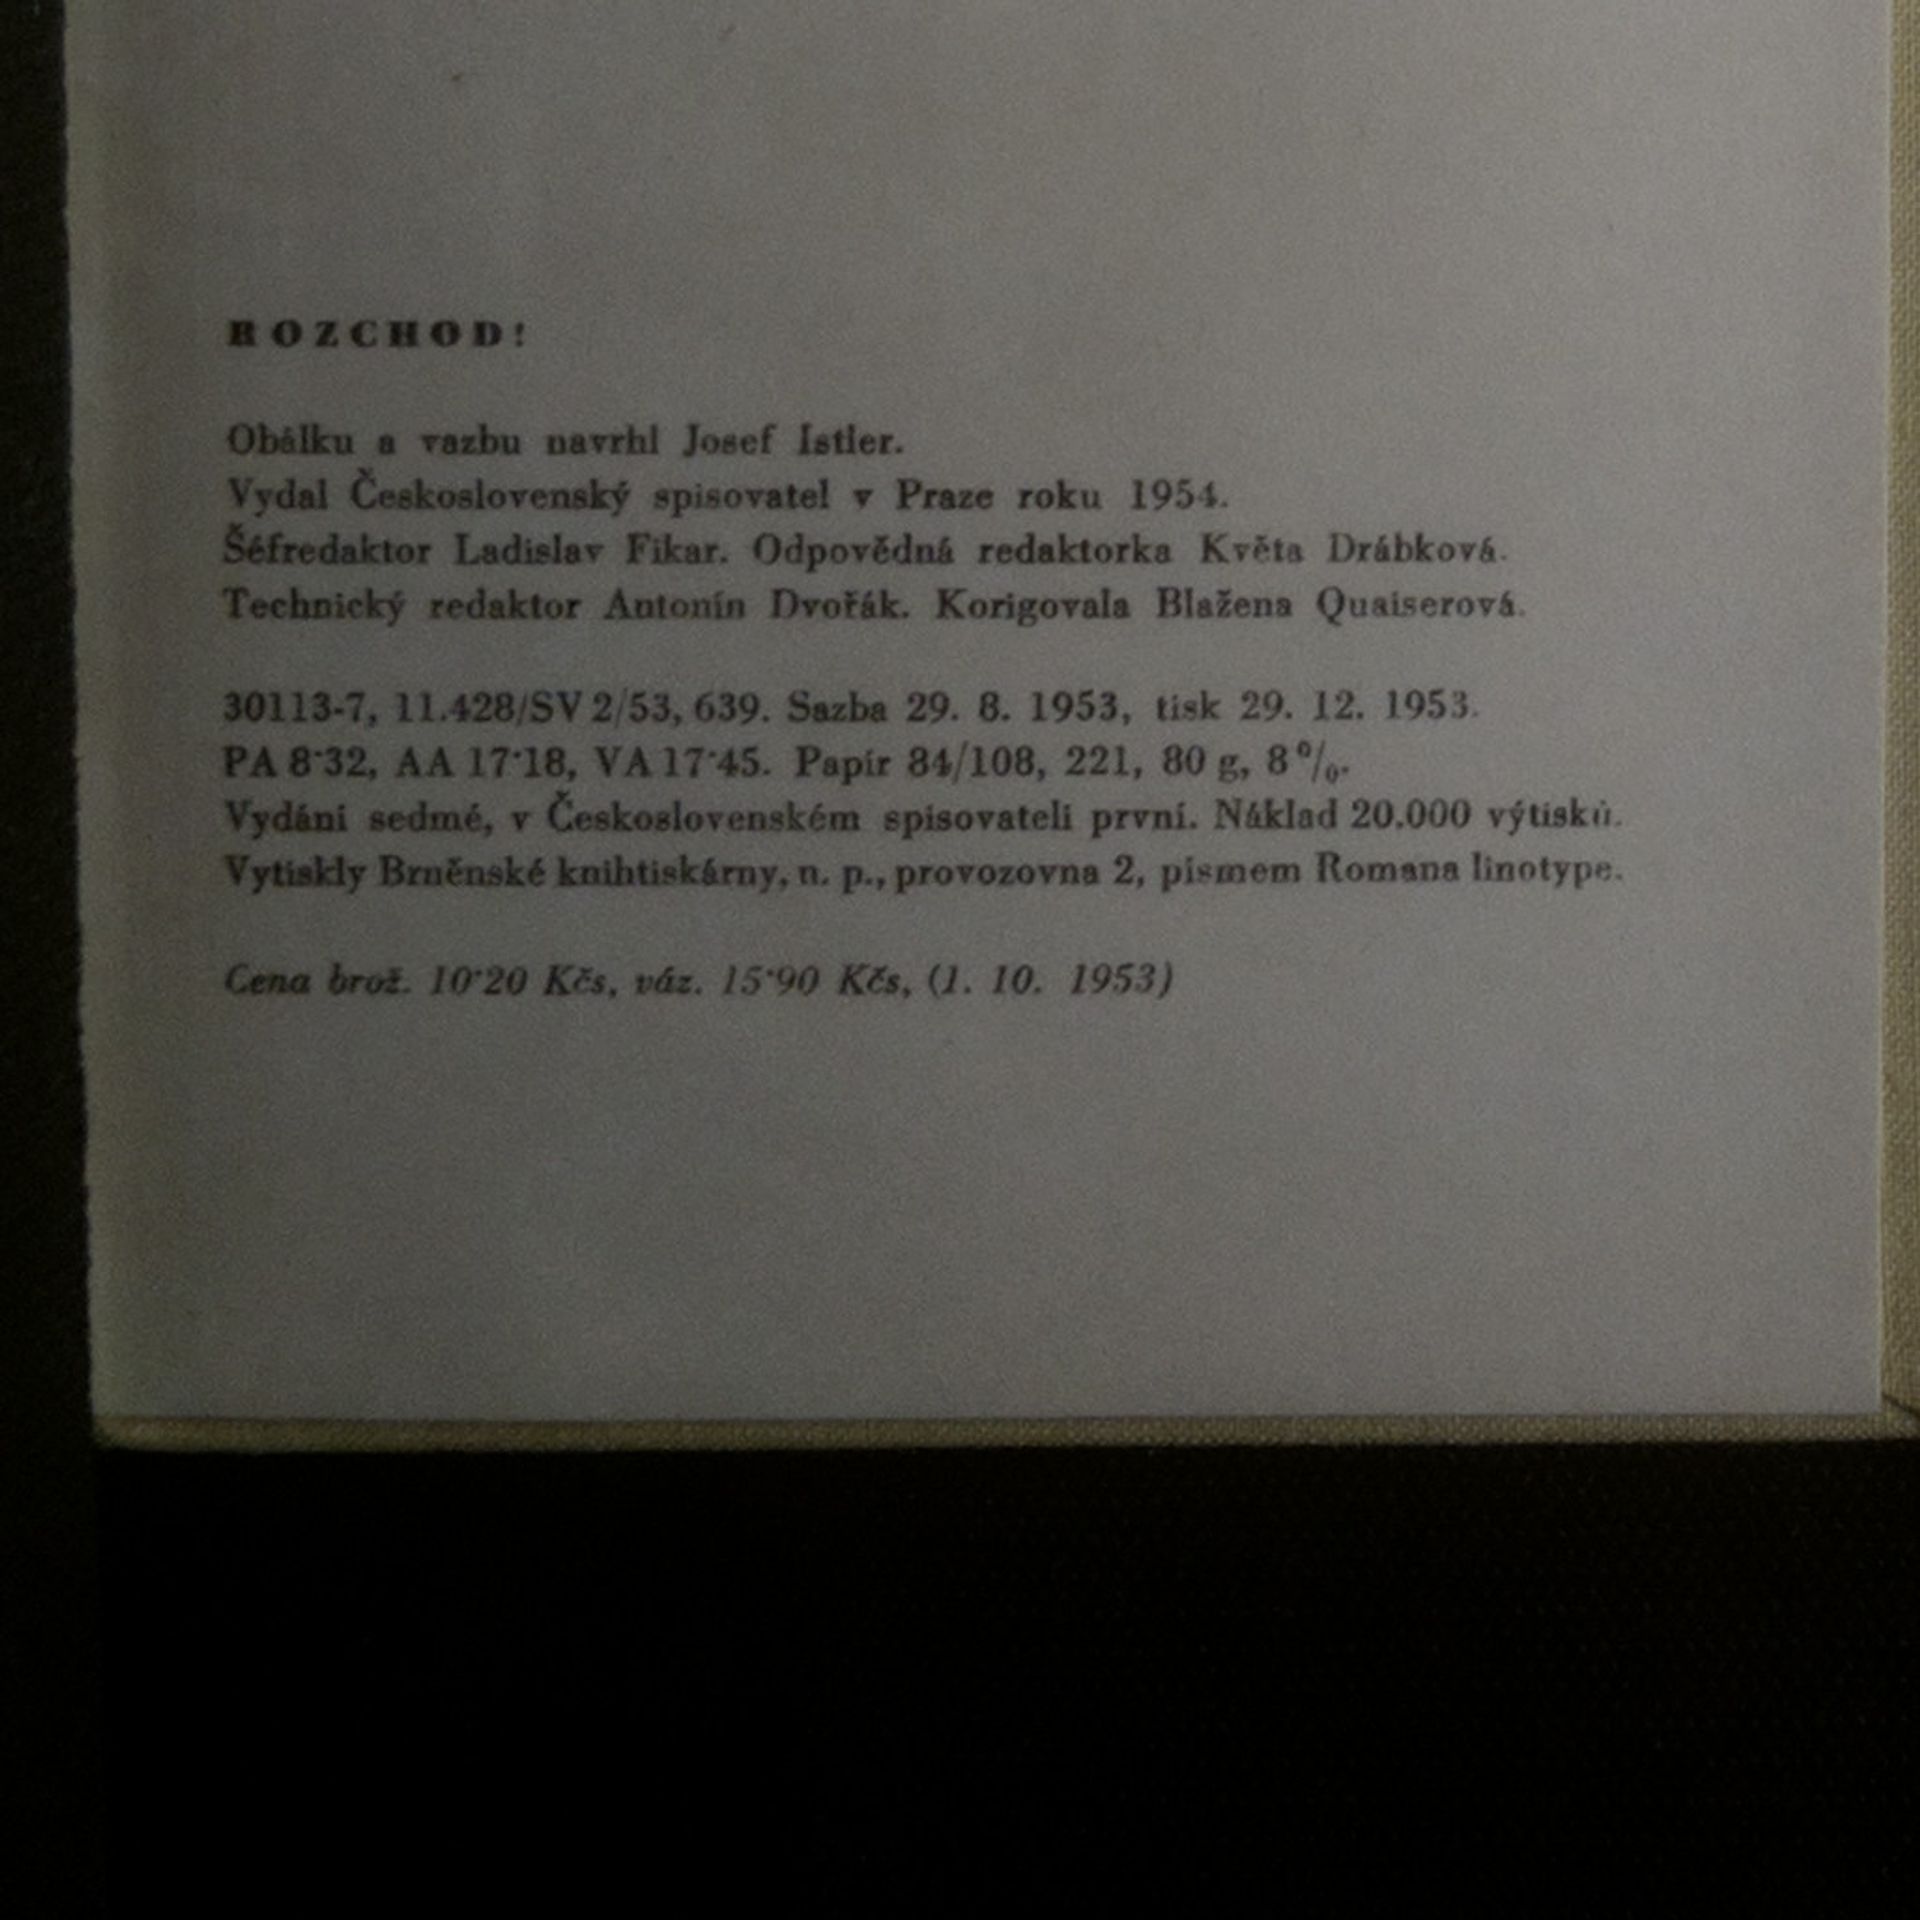 ROZCHOD!
Obálku a vazbu navrhl Josef Istler.
Vydal Československý spisovatel v Praze roku 1954.
Šéfredaktor Ladislav Fikar. Odpovědná redaktorka Květa Drábková.
Technický redaktor Antonín Dvořák. Korigovala Blažena Quaiserová.
30113-7, 11.428/SV 2/53, 639. Sazba 29. 8. 1953, tisk 29. 12. 1953.
PA 8·32, AA 17·18, VA 17·45. Papír 84/108, 221, 80 g, 8%.
Vydání sedmé, v Československém spisovateli první. Náklad 20.000 výtisků.
Vytiskly Brněnské knihtiskárny, n. p., provozovna 2, písmem Romana linotype.
Cena brož. 10·20 Kčs, váz. 15·90 Kčs, (1. 10. 1953)